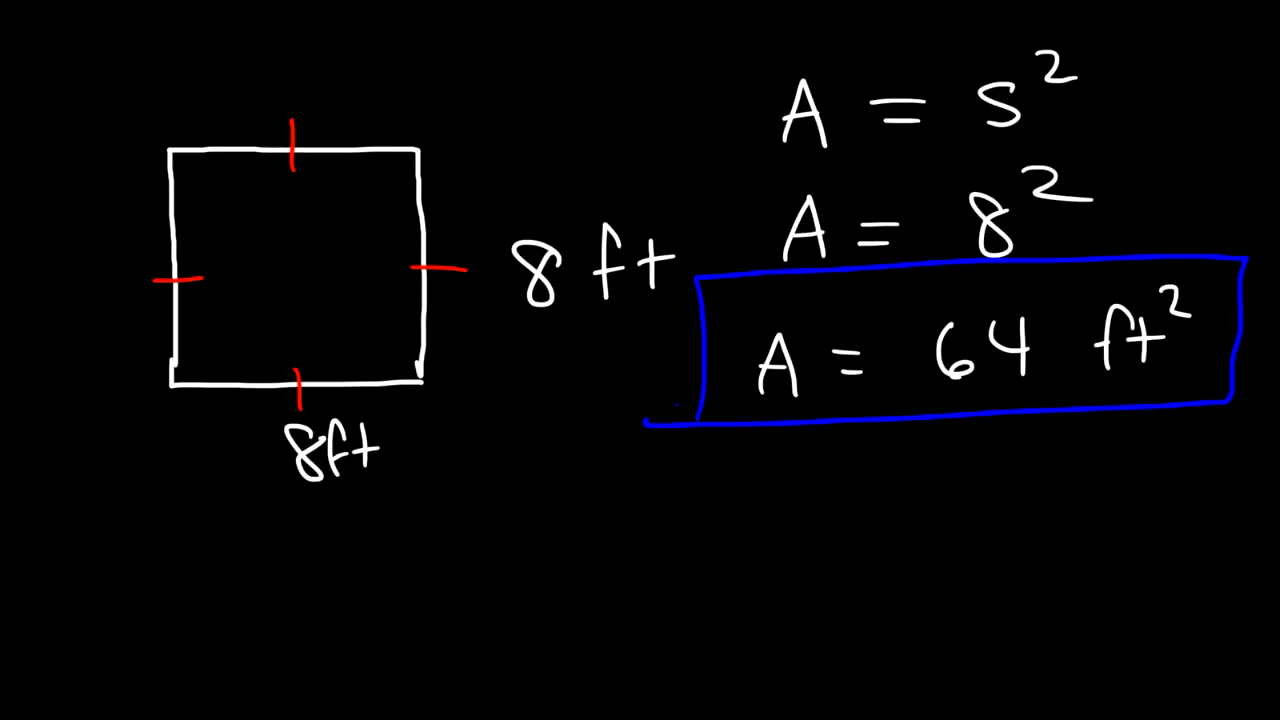 A = s²
A = 8²
8 ft
A = 64 ft²
8ft